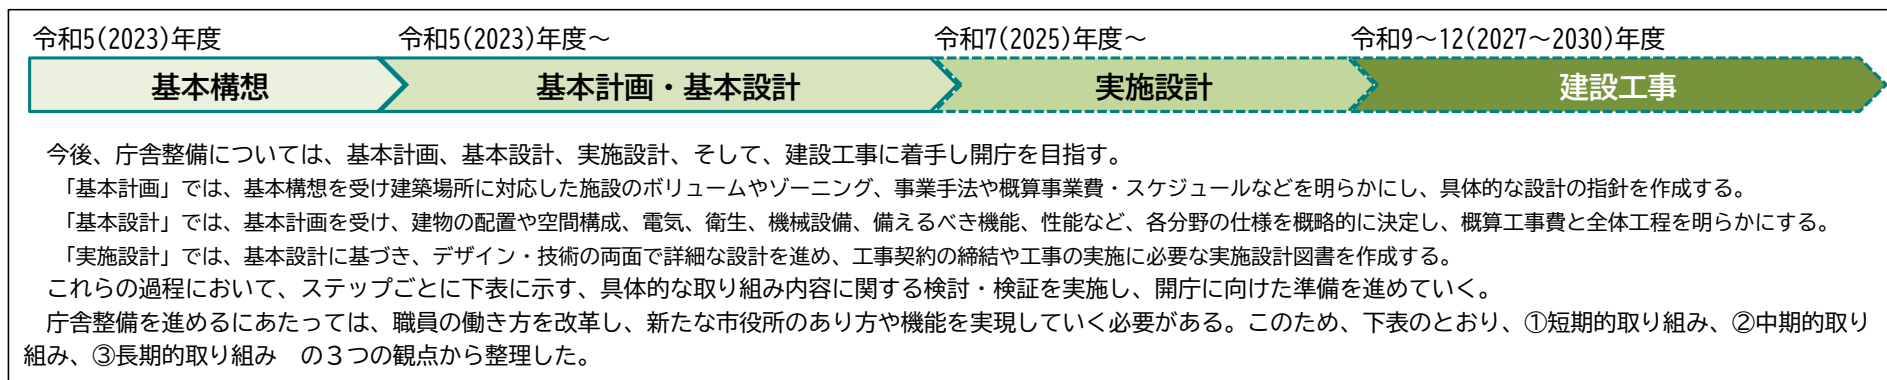 令和5(2023)年度
令和5(2023)年度～
令和7(2025)年度～
令和9～12(2027～2030)年度
基本構想
基本計画・基本設計
実施設計
建設工事
今後、庁舎整備については、基本計画、基本設計、実施設計、そして、建設工事に着手し開庁を目指す。
「基本計画」では、基本構想を受け建築場所に対応した施設のボリュームやゾーニング、事業手法や概算事業費・スケジュールなどを明らかにし、具体的な設計の指針を作成する。
「基本設計」では、基本計画を受け、建物の配置や空間構成、電気、衛生、機械設備、備えるべき機能、性能など、各分野の仕様を概略的に決定し、概算工事費と全体工程を明らかにする。
「実施設計」では、基本設計に基づき、デザイン・技術の両面で詳細な設計を進め、工事契約の締結や工事の実施に必要な実施設計図書を作成する。
これらの過程において、ステップごとに下表に示す、具体的な取り組み内容に関する検討・検証を実施し、開庁に向けた準備を進めていく。
庁舎整備を進めるにあたっては、職員の働き方を改革し、新たな市役所のあり方や機能を実現していく必要がある。このため、下表のとおり、①短期的取り組み、②中期的取り
組み、③長期的取り組み　の３つの観点から整理した。